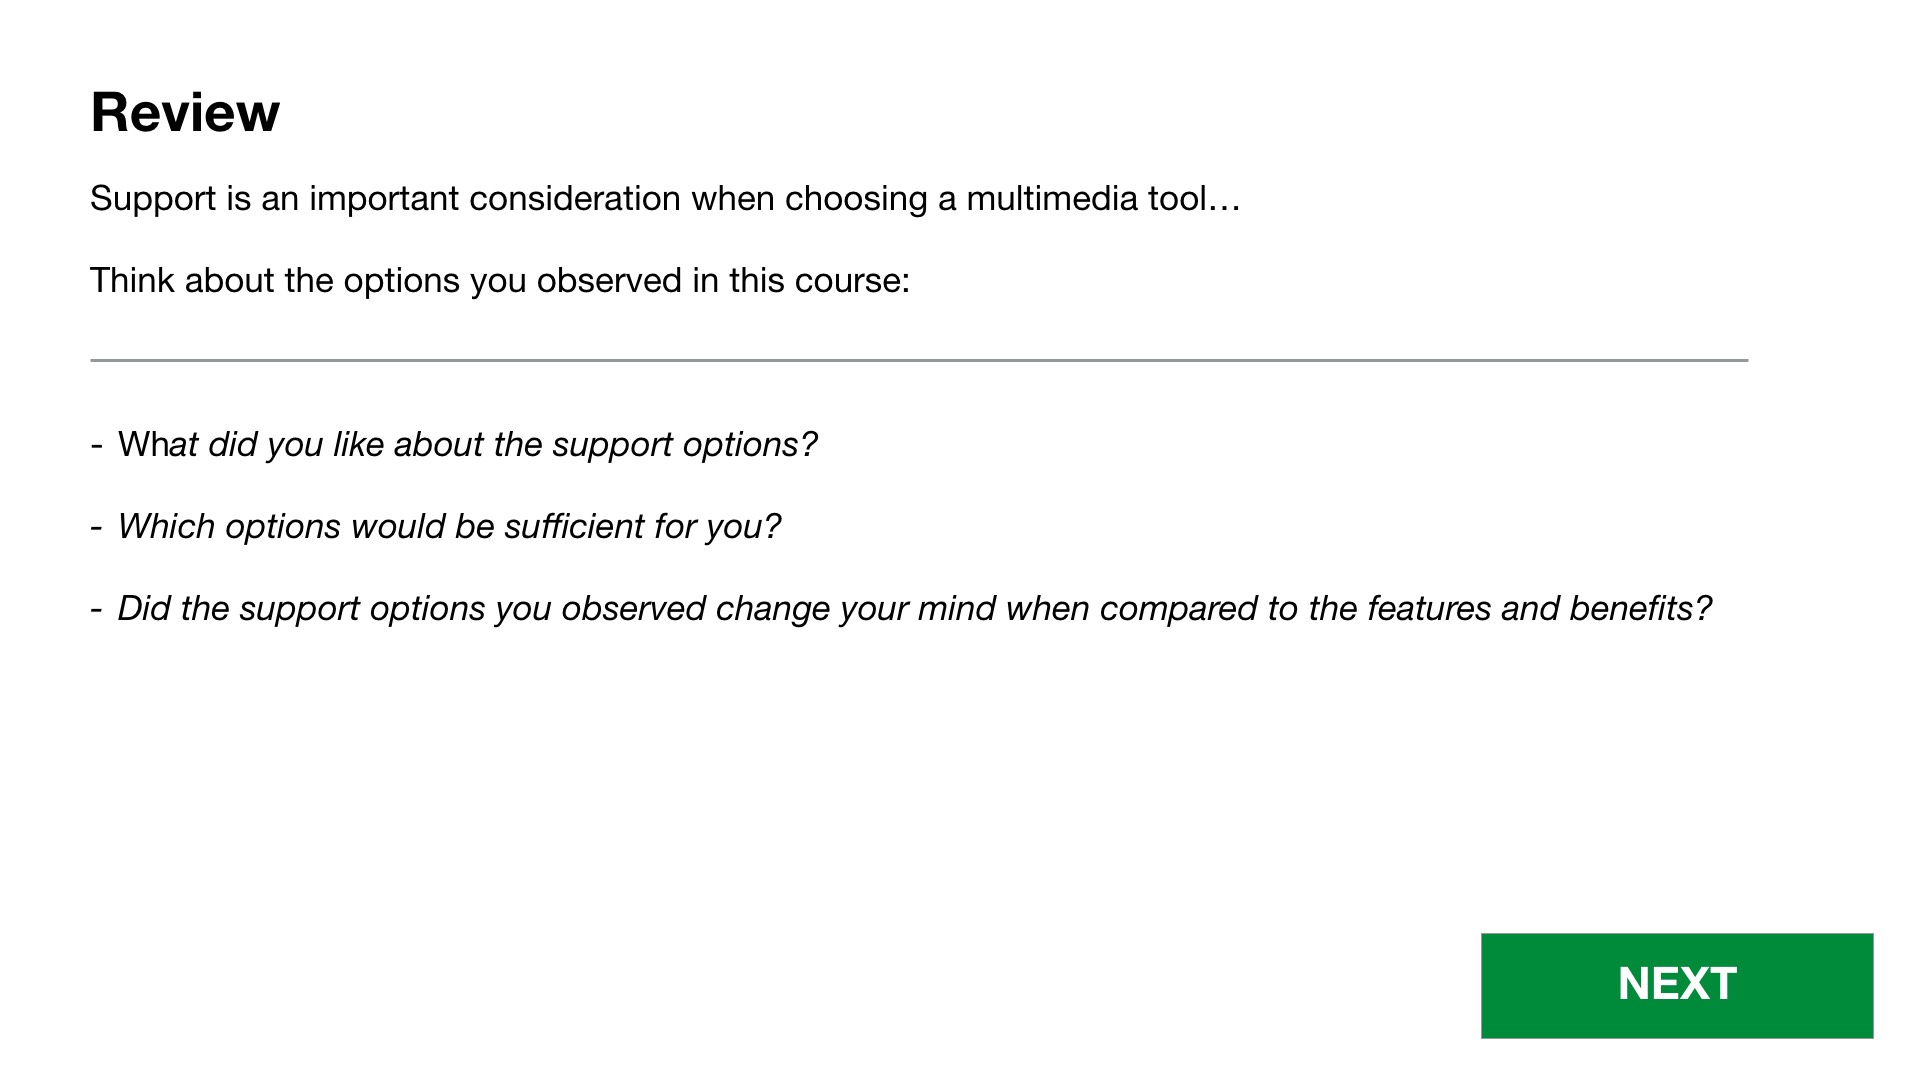 Review
Support is an important consideration when choosing a multimedia tool…
Think about the options you observed in this course:
- What did you like about the support options?
- Which options would be sufficient for you?
- Did the support options you observed change your mind when compared to the features and benefits?
NEXT